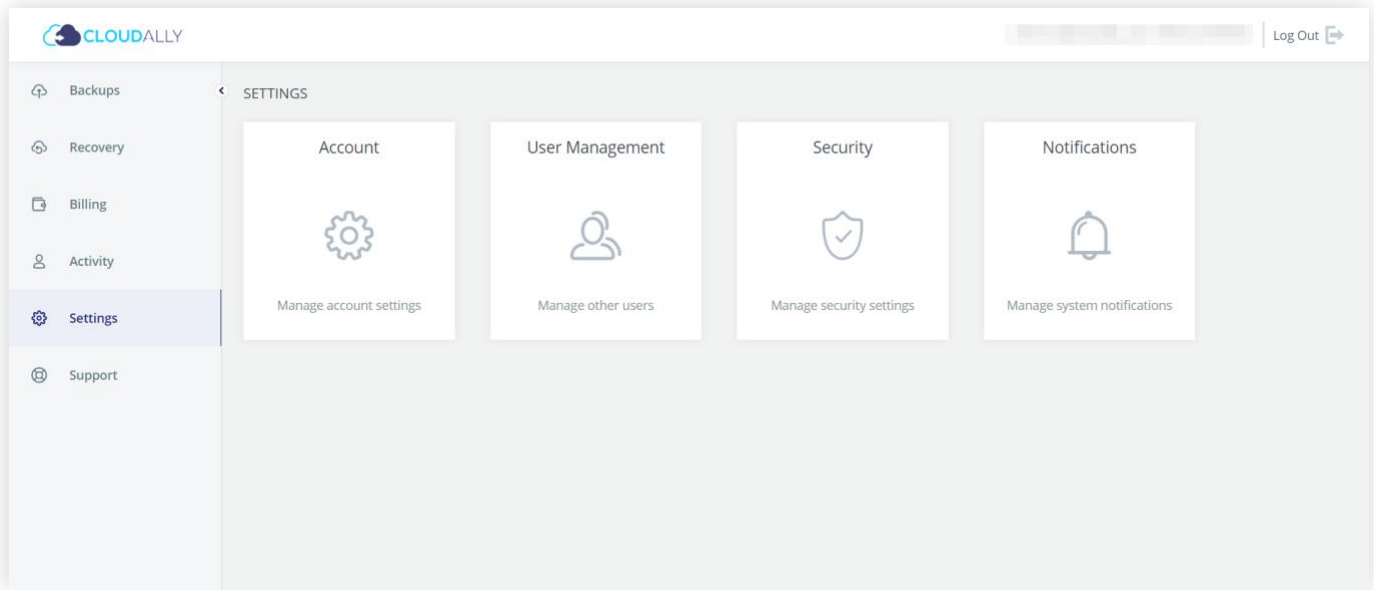 CLOUDALLY
Log Out
Backups
Recovery
Billing
Activity
Settings
Support
SETTINGS
Account
Manage account settings
User Management
Manage other users
Security
Manage security settings
Notifications
Manage system notifications